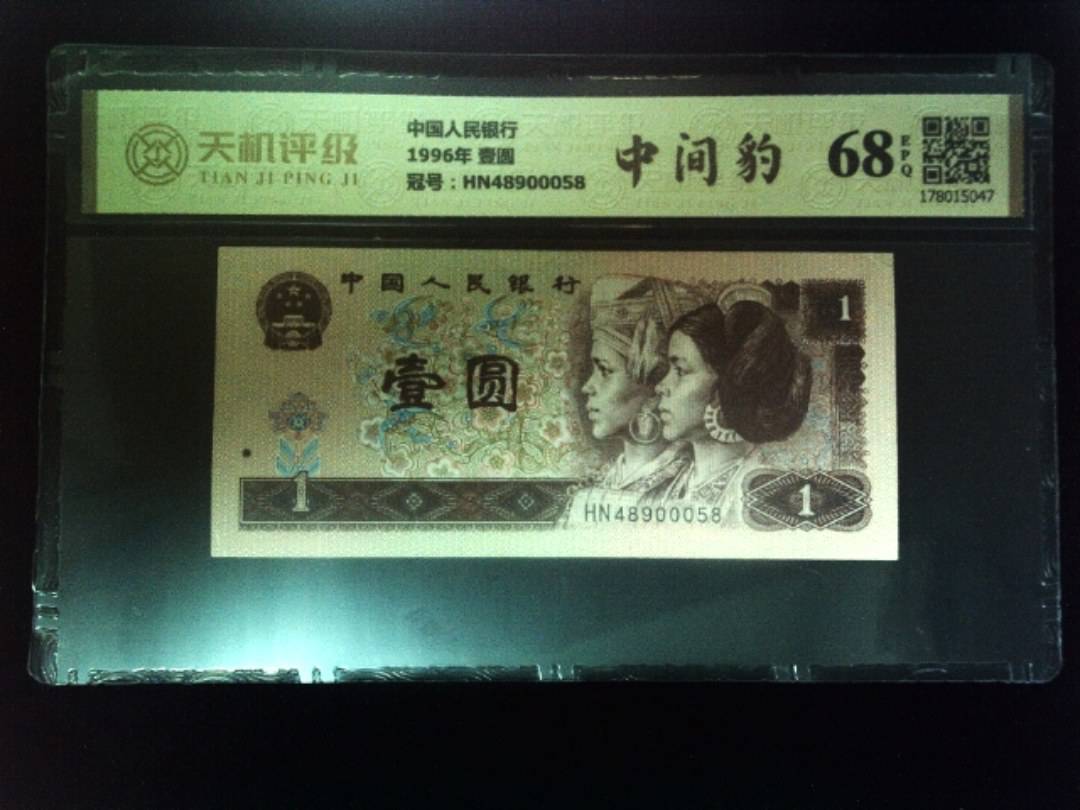 天机评级
TIAN JI PING JI
中国人民银行
1996年 壹圆
冠号：HN48900058
中间豹
68
EPQ
178015047
中国人民银行
1
壹圆
1
HN48900058
1